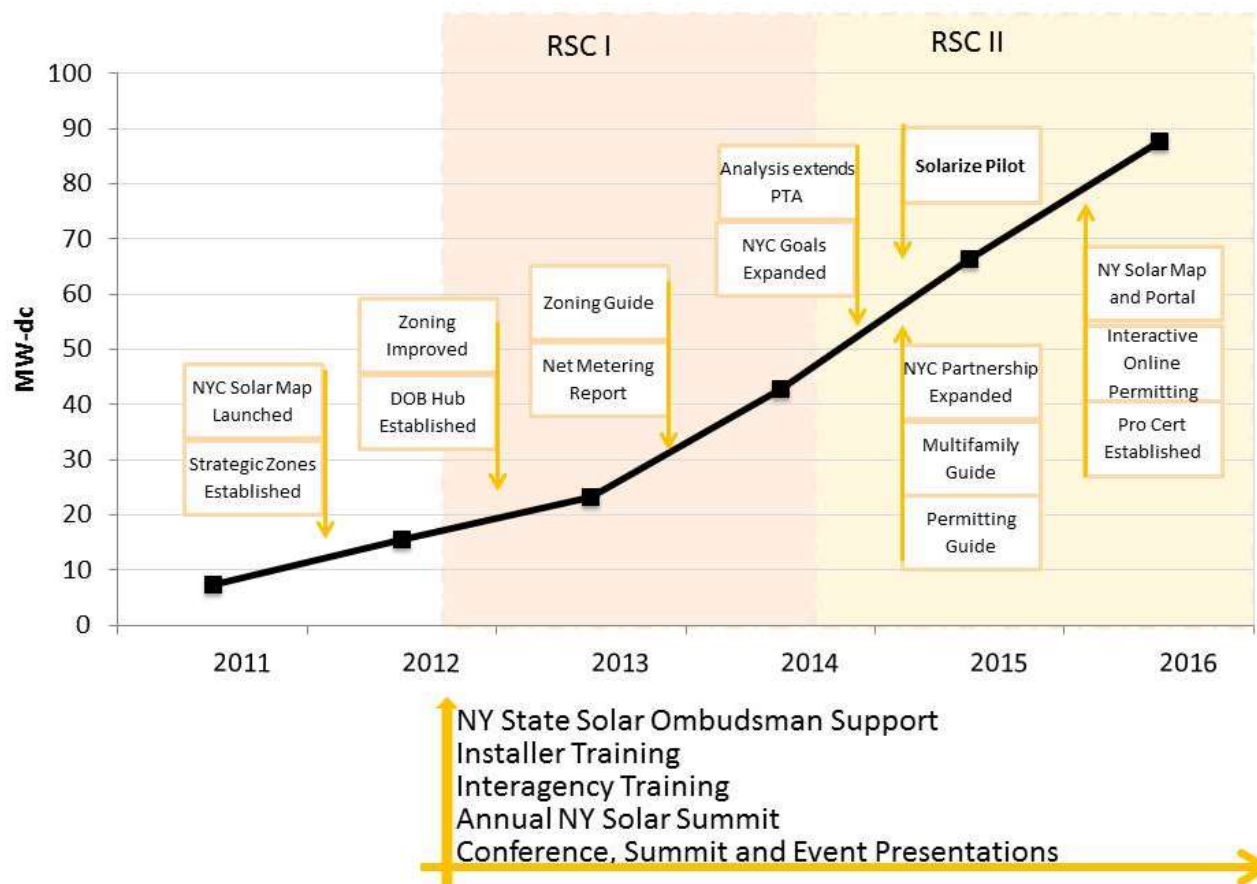 RSC I
RSC II
MW-dc
100
90
80
70
60
50
40
30
20
10
0
NYC Solar Map
Launched
Strategic Zones
Established
Zoning
Improved
DOB Hub
Established
Zoning Guide
Net Metering
Report
Analysis extends
PTA
NYC Goals
Expanded
Solarize Pilot
NYC Partnership
Expanded
Multifamily
Guide
Permitting
Guide
NY Solar Map
and Portal
Interactive
Online
Permitting
Pro Cert
Established
2011
2012
2013
2014
2015
2016
NY State Solar Ombudsman Support
Installer Training
Interagency Training
Annual NY Solar Summit
Conference, Summit and Event Presentations